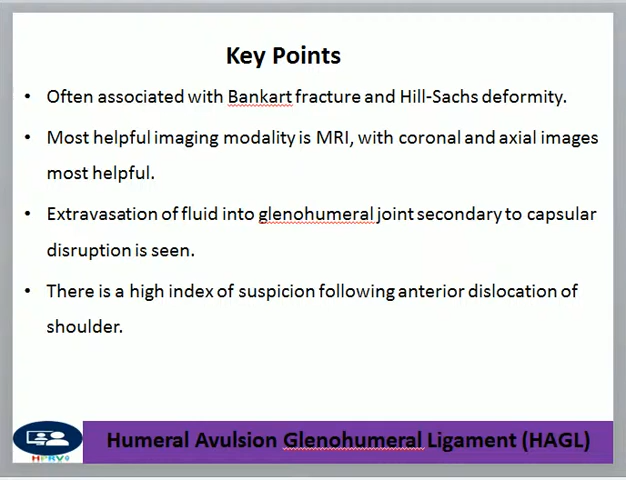 Key Points
• Often associated with Bankart fracture and Hill-Sachs deformity.
• Most helpful imaging modality is MRI, with coronal and axial images
most helpful.
• Extravasation of fluid into glenohumeral joint secondary to capsular
disruption is seen.
• There is a high index of suspicion following anterior dislocation of
shoulder.
Humeral Avulsion Glenohumeral Ligament (HAGL)